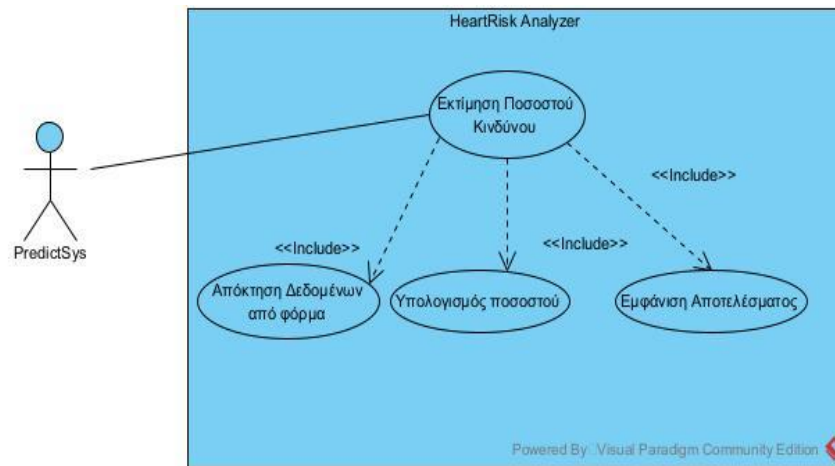 HeartRisk Analyzer
Εκτίμηση Ποσοστού
Κινδύνου
<<Include>>
PredictSys
<<Include>>
<<Include>>
Απόκτηση Δεδομένων
από φόρμα
Υπολογισμός ποσοστού
Εμφάνιση Αποτελέσματος
Powered By Visual Paradigm Community Edition